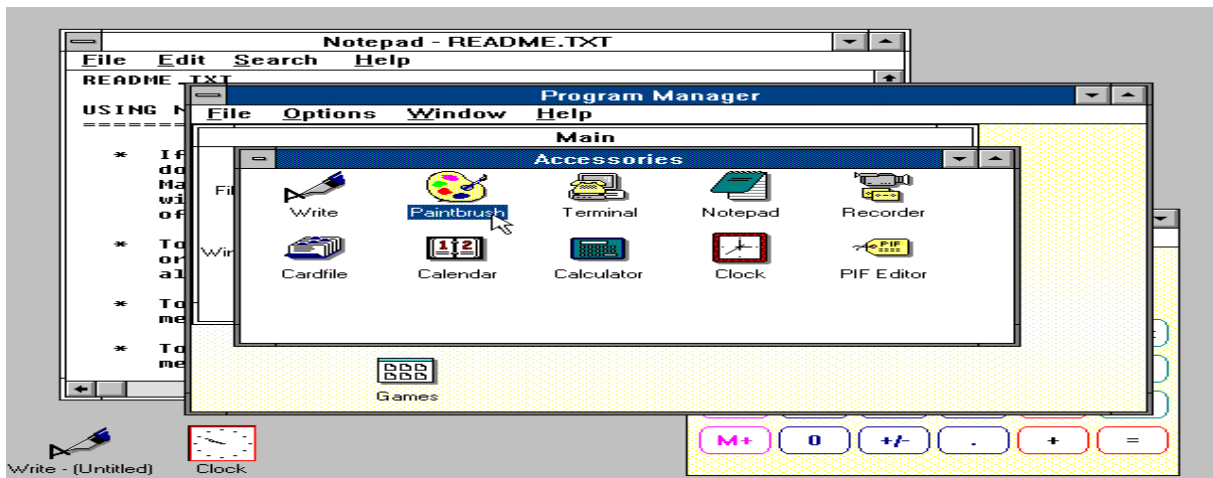 Notepad - README.TXT
File Edit Search Help
README.TXT
USING
==
* If
do
Ma
wi
of
* To
or
al
* To
me
* To
me
Program Manager
File Options Window Help
Main
Accessories
Write Paintbrush Terminal Notepad Recorder
Cardfile Calendar Calculator Clock PIF Editor
Games
M+ 0 +/- . + =
Write - (Untitled) Clock